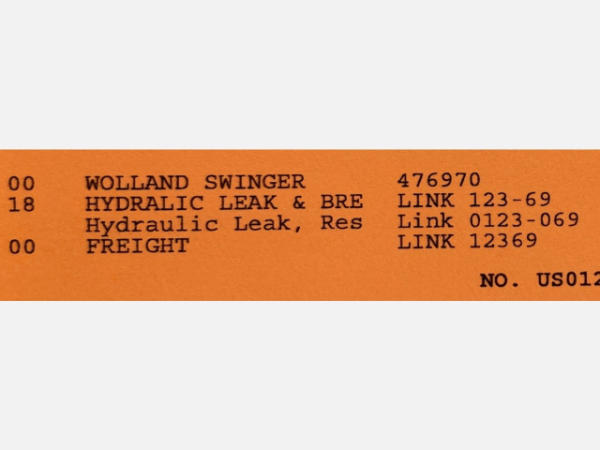 00 WOLLAND SWINGER 476970
18 HYDRALIC LEAK & BRE LINK 123-69
Hydraulic Leak, Res Link 0123-069
00 FREIGHT LINK 12369
NO. US012